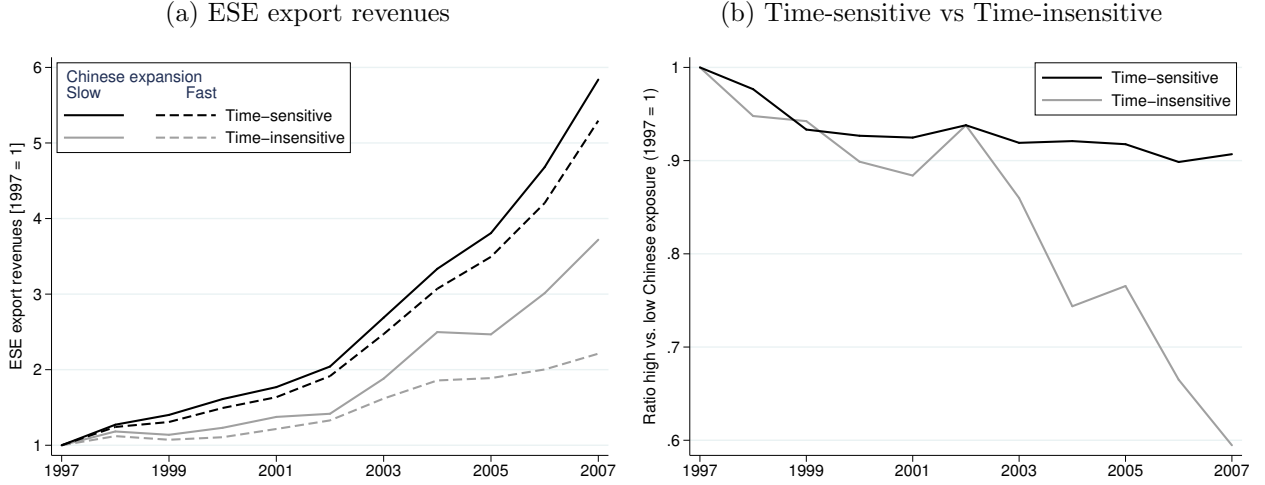 (a) ESE export revenues
ESE export revenues [1997 = 1]
6
5
4
3
2
1
Chinese expansion
Slow Fast
Time−sensitive
Time−insensitive
1997 1999 2001 2003 2005 2007
(b) Time-sensitive vs Time-insensitive
Ratio high vs. low Chinese exposure (1997 = 1)
1
.9
.8
.7
.6
Time−sensitive
Time−insensitive
1997 1999 2001 2003 2005 2007